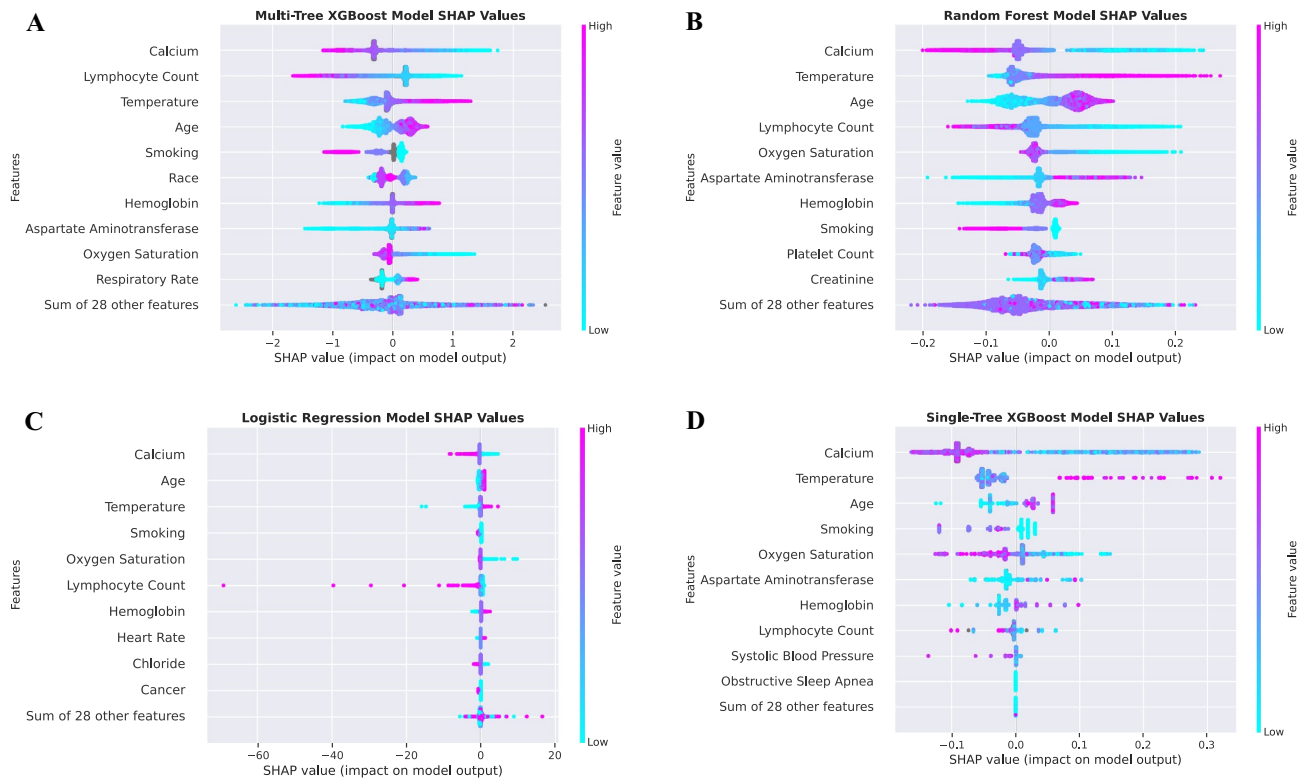 A
Multi-Tree XGBoost Model SHAP Values
Features
Calcium
Lymphocyte Count
Temperature
Age
Smoking
Race
Hemoglobin
Aspartate Aminotransferase
Oxygen Saturation
Respiratory Rate
Sum of 28 other features
−2 −1 0 1 2
SHAP value (impact on model output)
High
Feature value
Low
B
Random Forest Model SHAP Values
Features
Calcium
Temperature
Age
Lymphocyte Count
Oxygen Saturation
Aspartate Aminotransferase
Hemoglobin
Smoking
Platelet Count
Creatinine
Sum of 28 other features
−0.2 −0.1 0.0 0.1 0.2
SHAP value (impact on model output)
High
Feature value
Low
C
Logistic Regression Model SHAP Values
Features
Calcium
Age
Temperature
Smoking
Oxygen Saturation
Lymphocyte Count
Hemoglobin
Heart Rate
Chloride
Cancer
Sum of 28 other features
−60 −40 −20 0 20
SHAP value (impact on model output)
High
Feature value
Low
D
Single-Tree XGBoost Model SHAP Values
Features
Calcium
Temperature
Age
Smoking
Oxygen Saturation
Aspartate Aminotransferase
Hemoglobin
Lymphocyte Count
Systolic Blood Pressure
Obstructive Sleep Apnea
Sum of 28 other features
−0.1 0.0 0.1 0.2 0.3
SHAP value (impact on model output)
High
Feature value
Low